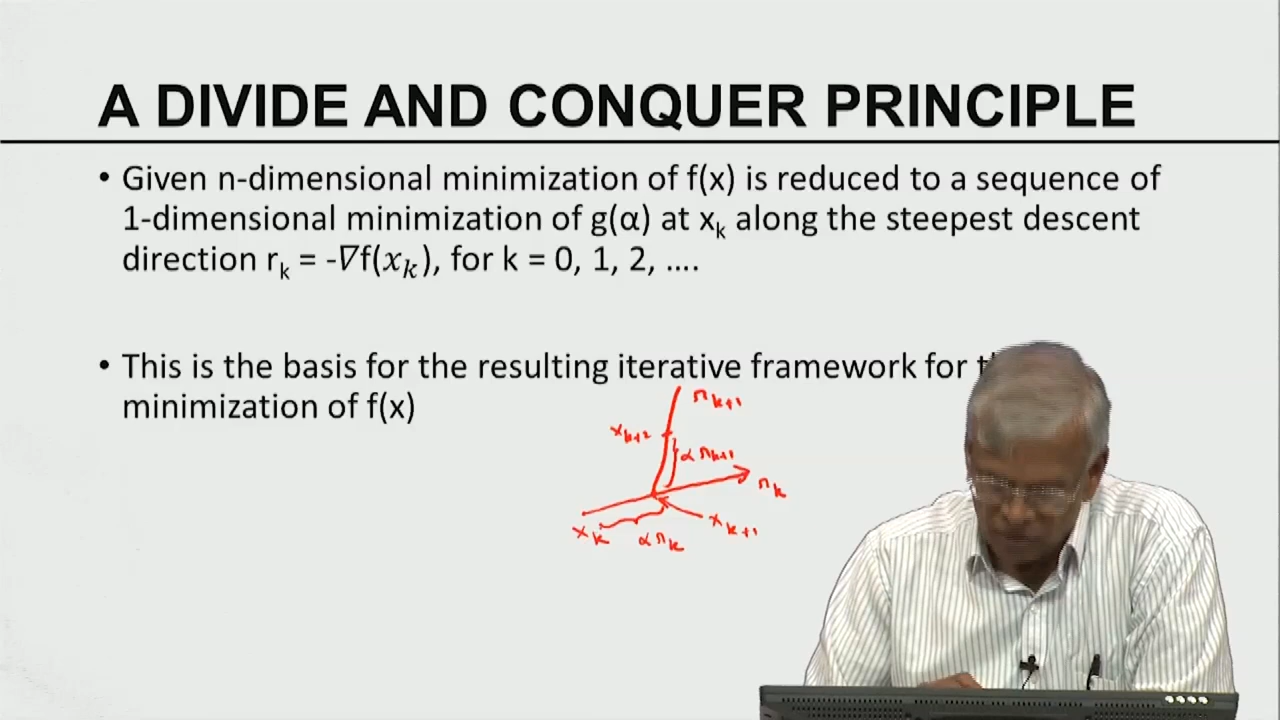 A DIVIDE AND CONQUER PRINCIPLE
• Given n-dimensional minimization of f(x) is reduced to a sequence of
1-dimensional minimization of g(α) at xₖ along the steepest descent
direction rₖ = -∇f(𝑥ₖ), for k = 0, 1, 2, ….
• This is the basis for the resulting iterative framework for
minimization of f(x)
rₖ₊₁
xₖ₊₂
α rₖ₊₁
rₖ
xₖ₊₁
xₖ
α rₖ